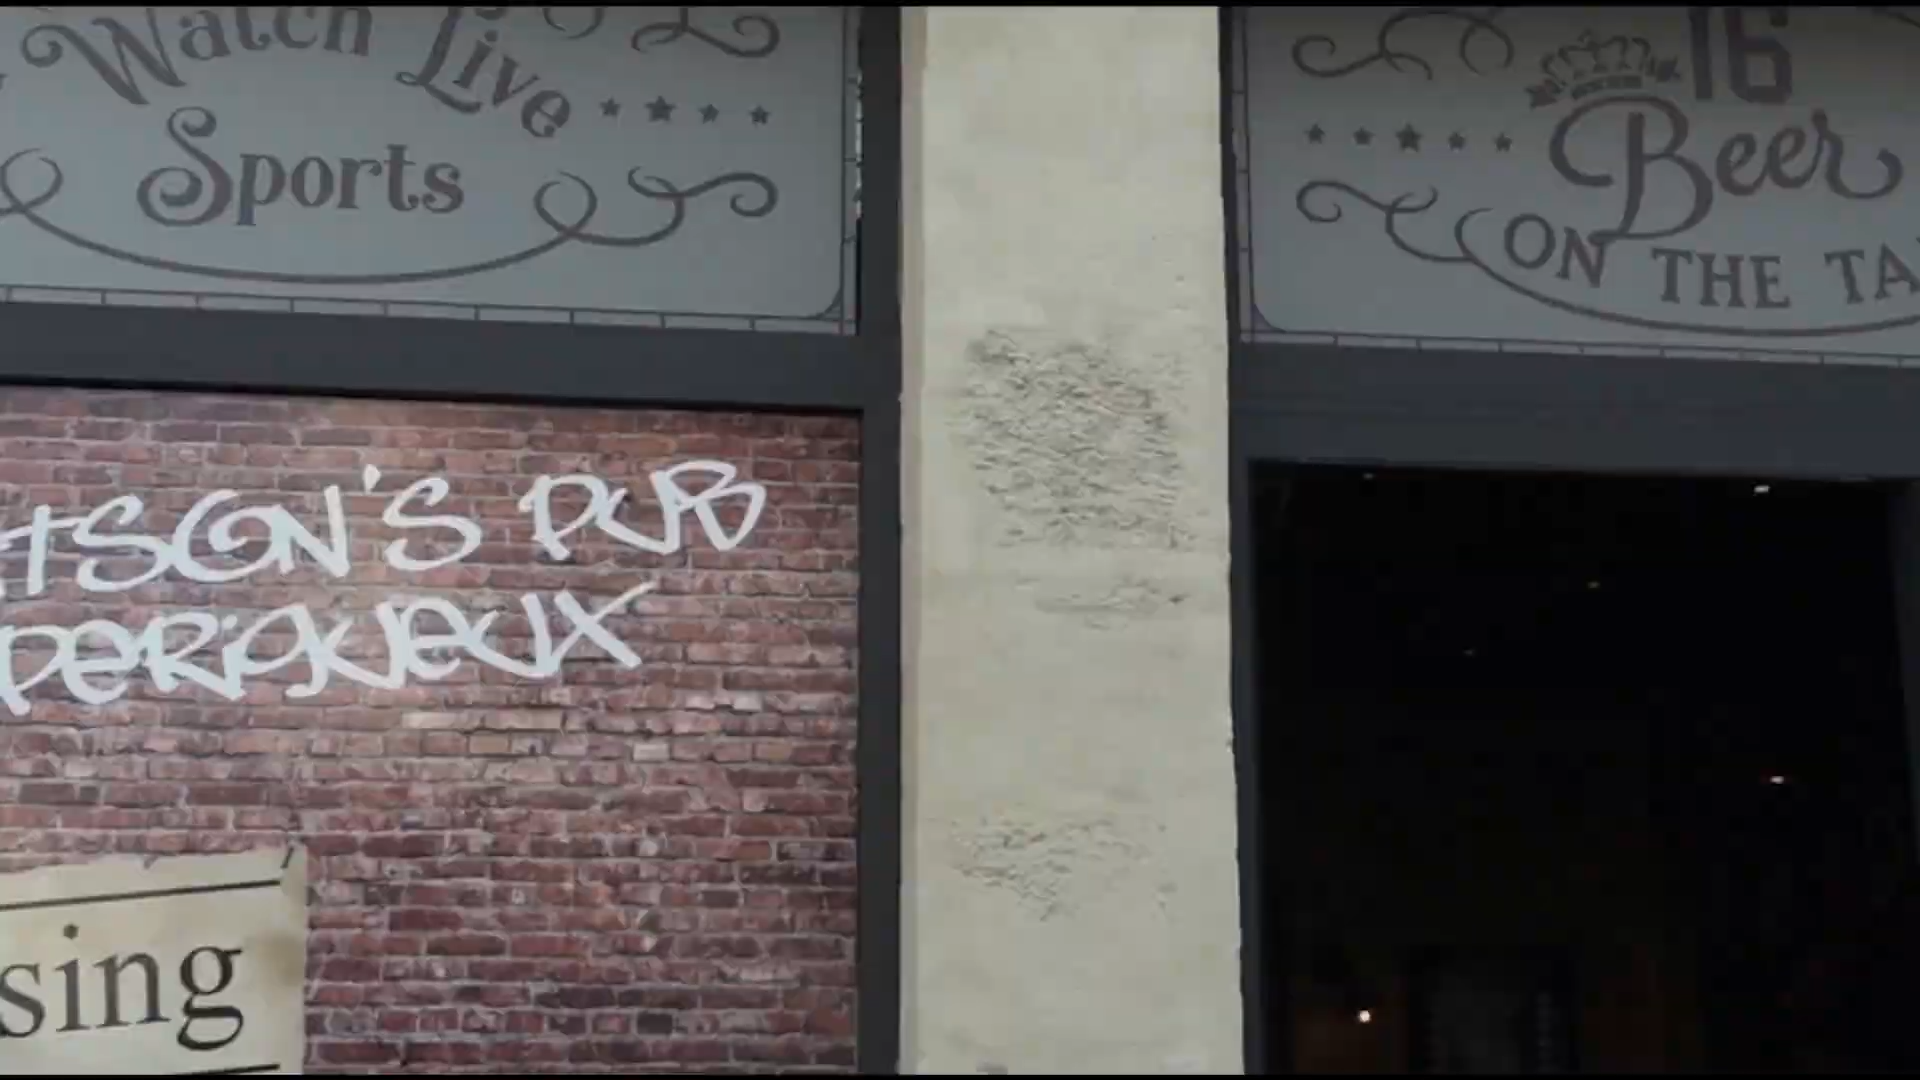 Watch Live
Sports
16
Beer
ON THE TA
TSON'S PUB
PERIGUEUX
sing